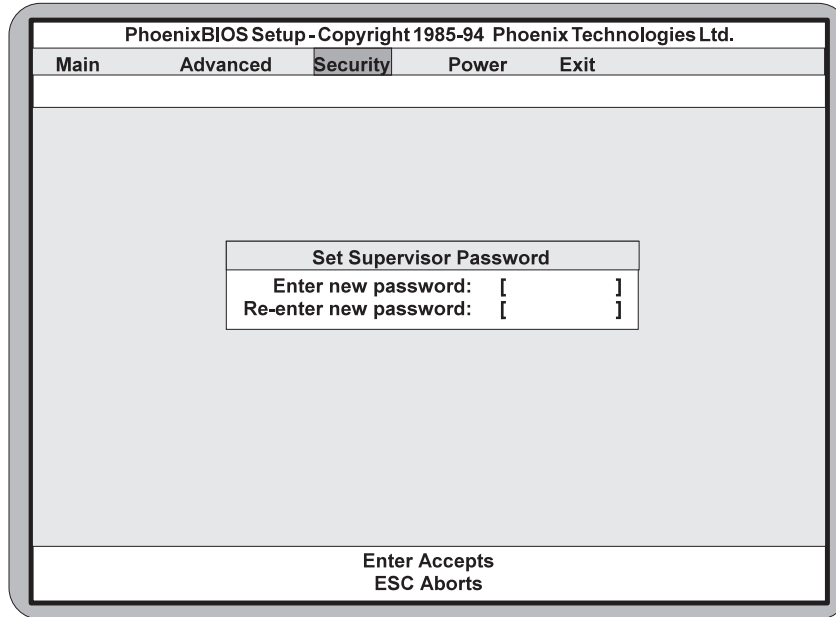 PhoenixBIOS Setup - Copyright 1985-94 Phoenix Technologies Ltd.
Main Advanced Security Power Exit
Set Supervisor Password
Enter new password: [ ]
Re-enter new password: [ ]
Enter Accepts
ESC Aborts